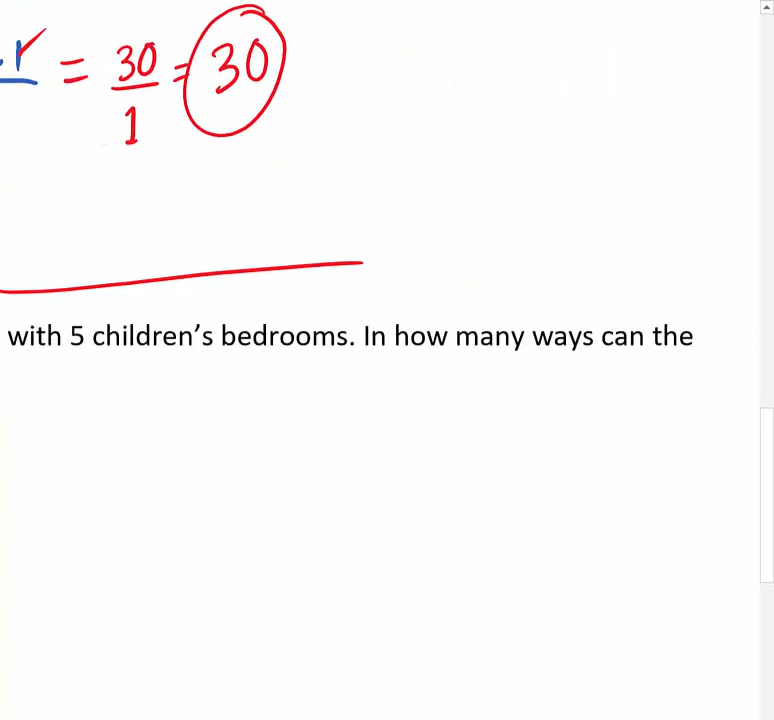 = 30/1 = 30
with 5 children's bedrooms. In how many ways can the